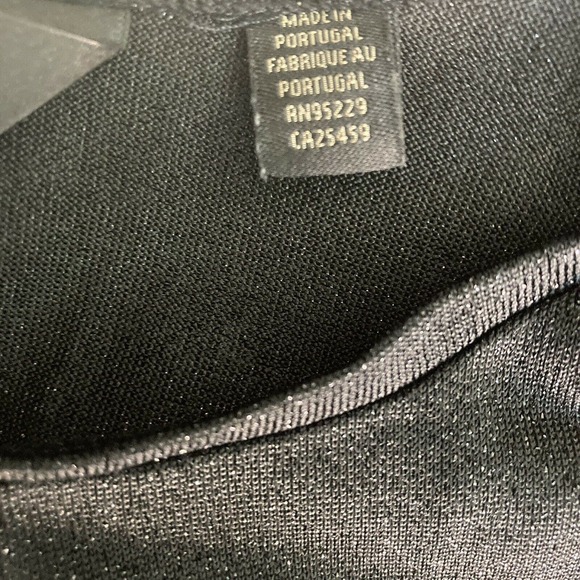 MADE IN
PORTUGAL
FABRIQUE AU
PORTUGAL
RN95229
CA25459